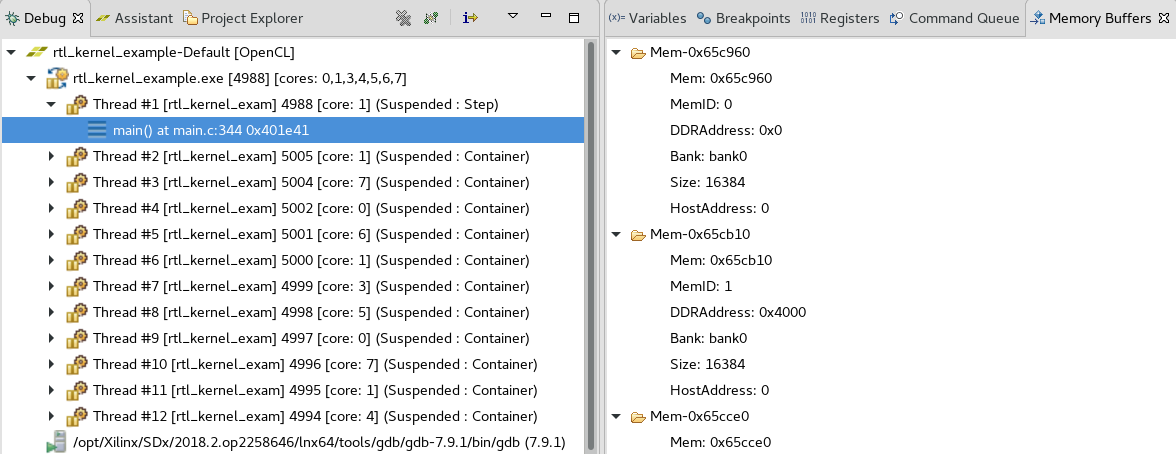 Debug Assistant Project Explorer
rtl_kernel_example-Default [OpenCL]
rtl_kernel_example.exe [4988] [cores: 0,1,3,4,5,6,7]
Thread #1 [rtl_kernel_exam] 4988 [core: 1] (Suspended : Step)
main() at main.c:344 0x401e41
Thread #2 [rtl_kernel_exam] 5005 [core: 1] (Suspended : Container)
Thread #3 [rtl_kernel_exam] 5004 [core: 7] (Suspended : Container)
Thread #4 [rtl_kernel_exam] 5002 [core: 0] (Suspended : Container)
Thread #5 [rtl_kernel_exam] 5001 [core: 6] (Suspended : Container)
Thread #6 [rtl_kernel_exam] 5000 [core: 1] (Suspended : Container)
Thread #7 [rtl_kernel_exam] 4999 [core: 3] (Suspended : Container)
Thread #8 [rtl_kernel_exam] 4998 [core: 5] (Suspended : Container)
Thread #9 [rtl_kernel_exam] 4997 [core: 0] (Suspended : Container)
Thread #10 [rtl_kernel_exam] 4996 [core: 7] (Suspended : Container)
Thread #11 [rtl_kernel_exam] 4995 [core: 1] (Suspended : Container)
Thread #12 [rtl_kernel_exam] 4994 [core: 4] (Suspended : Container)
/opt/Xilinx/SDx/2018.2.op2258646/lnx64/tools/gdb/gdb-7.9.1/bin/gdb (7.9.1)
(x)= Variables Breakpoints Registers Command Queue Memory Buffers
Mem-0x65c960
Mem: 0x65c960
MemID: 0
DDRAddress: 0x0
Bank: bank0
Size: 16384
HostAddress: 0
Mem-0x65cb10
Mem: 0x65cb10
MemID: 1
DDRAddress: 0x4000
Bank: bank0
Size: 16384
HostAddress: 0
Mem-0x65cce0
Mem: 0x65cce0